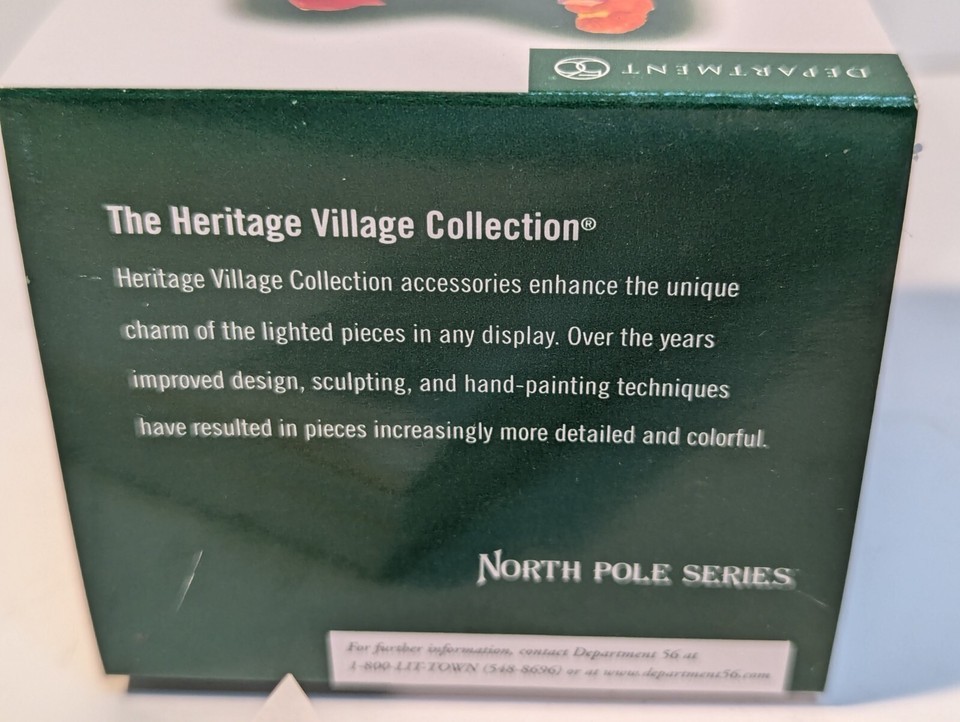 DEPARTMENT 56
The Heritage Village Collection®
Heritage Village Collection accessories enhance the unique
charm of the lighted pieces in any display. Over the years
improved design, sculpting, and hand-painting techniques
have resulted in pieces increasingly more detailed and colorful.
NORTH POLE SERIES
For further information, contact Department 56 at
1-800-LIT-TOWN (548-8696) or at www.department56.com